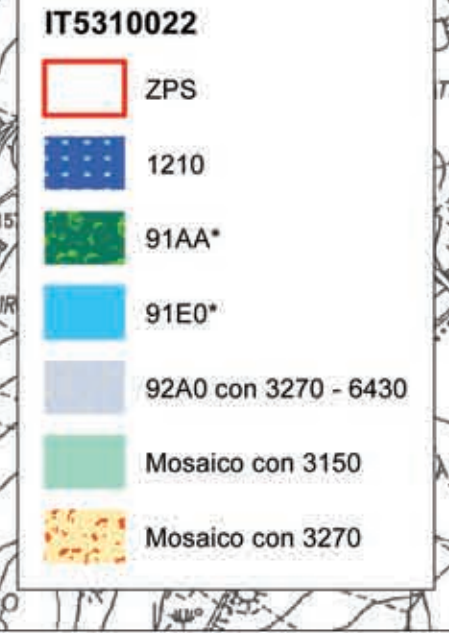 IT5310022
ZPS
1210
91AA*
91E0*
92A0 con 3270 - 6430
Mosaico con 3150
Mosaico con 3270